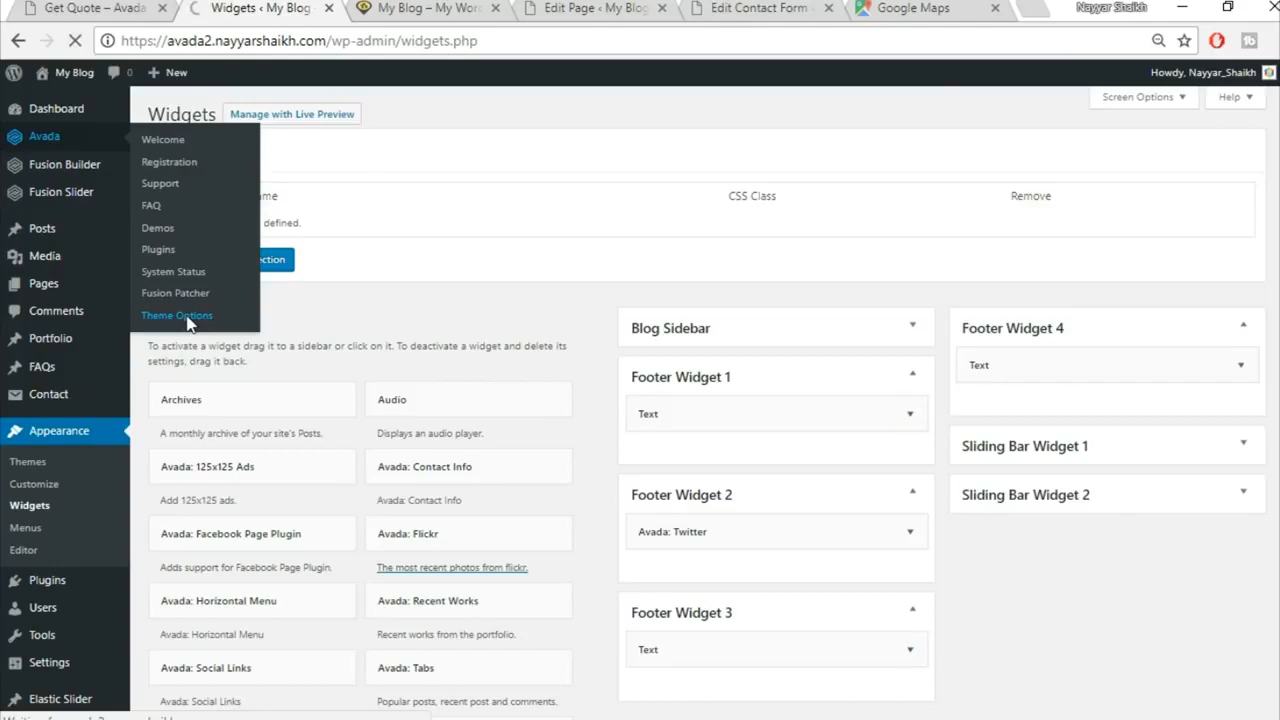 Get Quote – Avada
Widgets ‹ My Blog
My Blog – My Wor
Edit Page ‹ My Blo
Edit Contact Form
Google Maps
Nayyar Shaikh
https://avada2.nayyarshaikh.com/wp-admin/widgets.php
My Blog
0
New
Howdy, Nayyar_Shaikh
Dashboard
Avada
Fusion Builder
Fusion Slider
Posts
Media
Pages
Comments
Portfolio
FAQs
Contact
Appearance
Themes
Customize
Widgets
Menus
Editor
Plugins
Users
Tools
Settings
Elastic Slider
Welcome
Registration
Support
FAQ
Demos
Plugins
System Status
Fusion Patcher
Theme Options
Widgets
Manage with Live Preview
Screen Options
Help
me
CSS Class
Remove
defined.
ection
To activate a widget drag it to a sidebar or click on it. To deactivate a widget and delete its
settings, drag it back.
Archives
Audio
A monthly archive of your site's Posts.
Displays an audio player.
Avada: 125x125 Ads
Avada: Contact Info
Add 125x125 ads.
Avada: Contact Info
Avada: Facebook Page Plugin
Avada: Flickr
Adds support for Facebook Page Plugin.
The most recent photos from flickr.
Avada: Horizontal Menu
Avada: Recent Works
Avada: Horizontal Menu
Recent works from the portfolio.
Avada: Social Links
Avada: Tabs
Avada: Social Links
Popular posts, recent post and comments.
Blog Sidebar
Footer Widget 1
Text
Footer Widget 2
Avada: Twitter
Footer Widget 3
Text
Footer Widget 4
Text
Sliding Bar Widget 1
Sliding Bar Widget 2